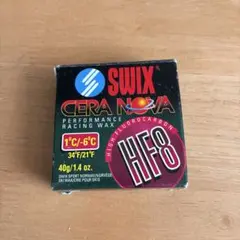 SWIX
CERA NOVA
PERFORMANCE
RACING WAX
1°C/-6°C
34°F/21°F
40g/1.4 oz.
HIGH FLUOROCARBON
HF8